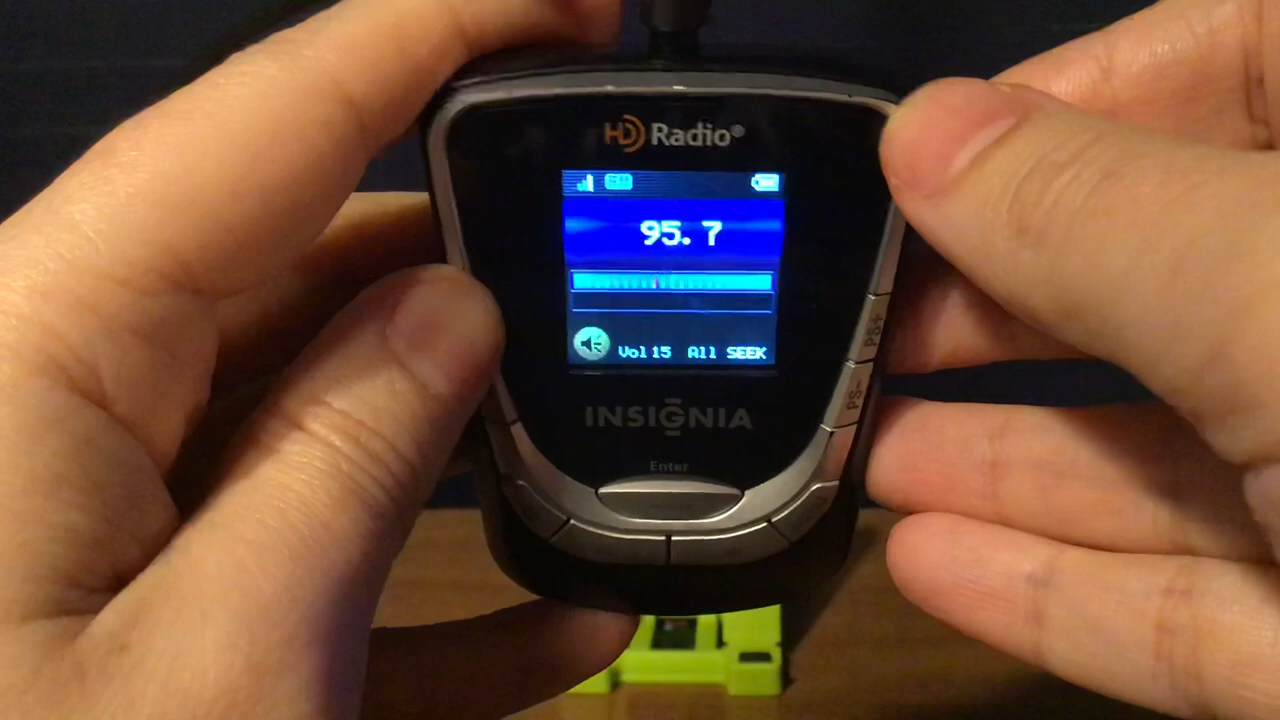 HD Radio®
95.7
Vol 15 All SEEK
PS+
PS-
INSIGNIA
Enter